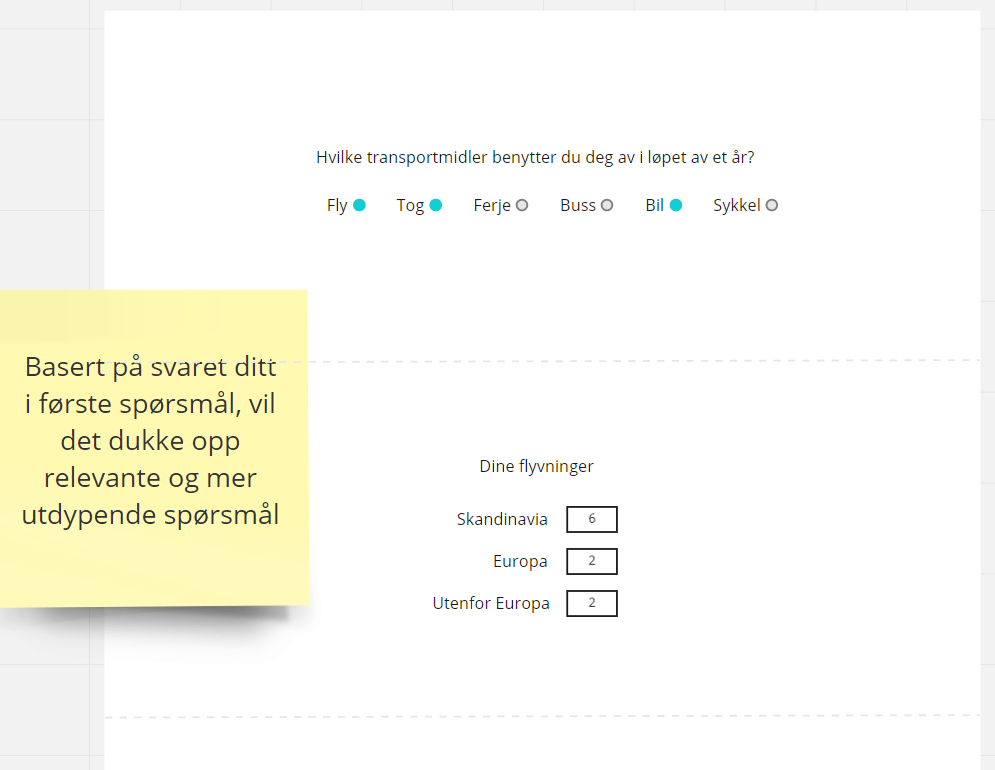 Hvilke transportmidler benytter du deg av i løpet av et år?
Fly Tog Ferje Buss Bil Sykkel
Basert på svaret ditt
i første spørsmål, vil
det dukke opp
relevante og mer
utdypende spørsmål
Dine flyvninger
Skandinavia 6
Europa 2
Utenfor Europa 2